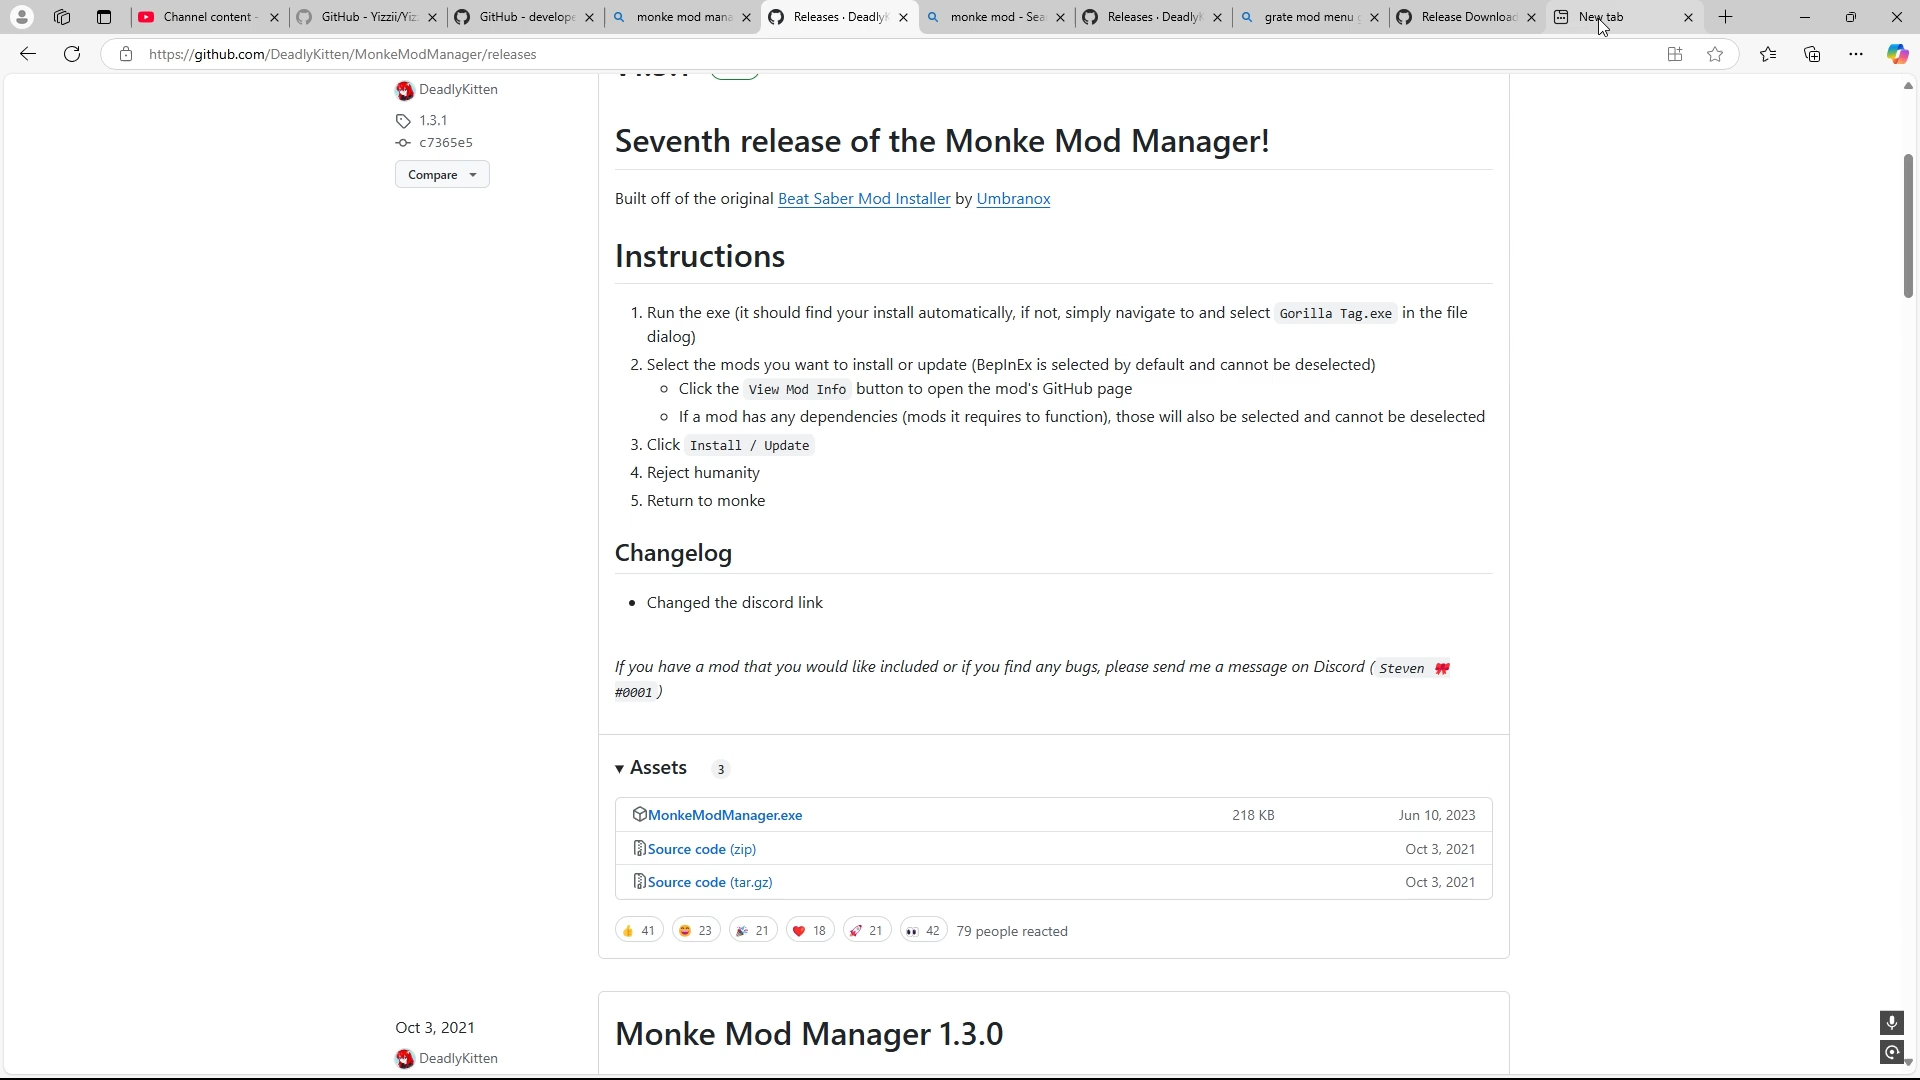 Channel content -
GitHub - Yizzii/Yiz
GitHub - develope
monke mod mana
Releases · DeadlyK
monke mod - Sea
Releases · DeadlyK
grate mod menu g
Release Download
New tab
https://github.com/DeadlyKitten/MonkeModManager/releases
DeadlyKitten
1.3.1
c7365e5
Compare
Seventh release of the Monke Mod Manager!
Built off of the original Beat Saber Mod Installer by Umbranox
Instructions
1. Run the exe (it should find your install automatically, if not, simply navigate to and select Gorilla Tag.exe in the file
dialog)
2. Select the mods you want to install or update (BepInEx is selected by default and cannot be deselected)
Click the View Mod Info button to open the mod's GitHub page
If a mod has any dependencies (mods it requires to function), those will also be selected and cannot be deselected
3. Click Install / Update
4. Reject humanity
5. Return to monke
Changelog
• Changed the discord link
If you have a mod that you would like included or if you find any bugs, please send me a message on Discord ( Steven 🎀
#0001 )
Assets 3
MonkeModManager.exe 218 KB Jun 10, 2023
Source code (zip) Oct 3, 2021
Source code (tar.gz) Oct 3, 2021
👍 41 😄 23 🎉 21 ❤️ 18 🚀 21 👀 42 79 people reacted
Oct 3, 2021
DeadlyKitten
Monke Mod Manager 1.3.0